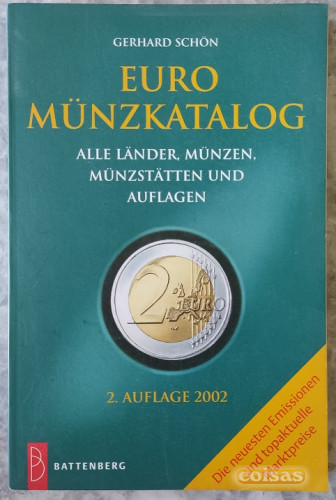 GERHARD SCHÖN
EURO
MÜNZKATALOG
ALLE LÄNDER, MÜNZEN,
MÜNZSTÄTTEN UND
AUFLAGEN
2 EURO
2. AUFLAGE 2002
Die neuesten Emissionen
und topaktuelle
Marktpreise
BATTENBERG
coisas